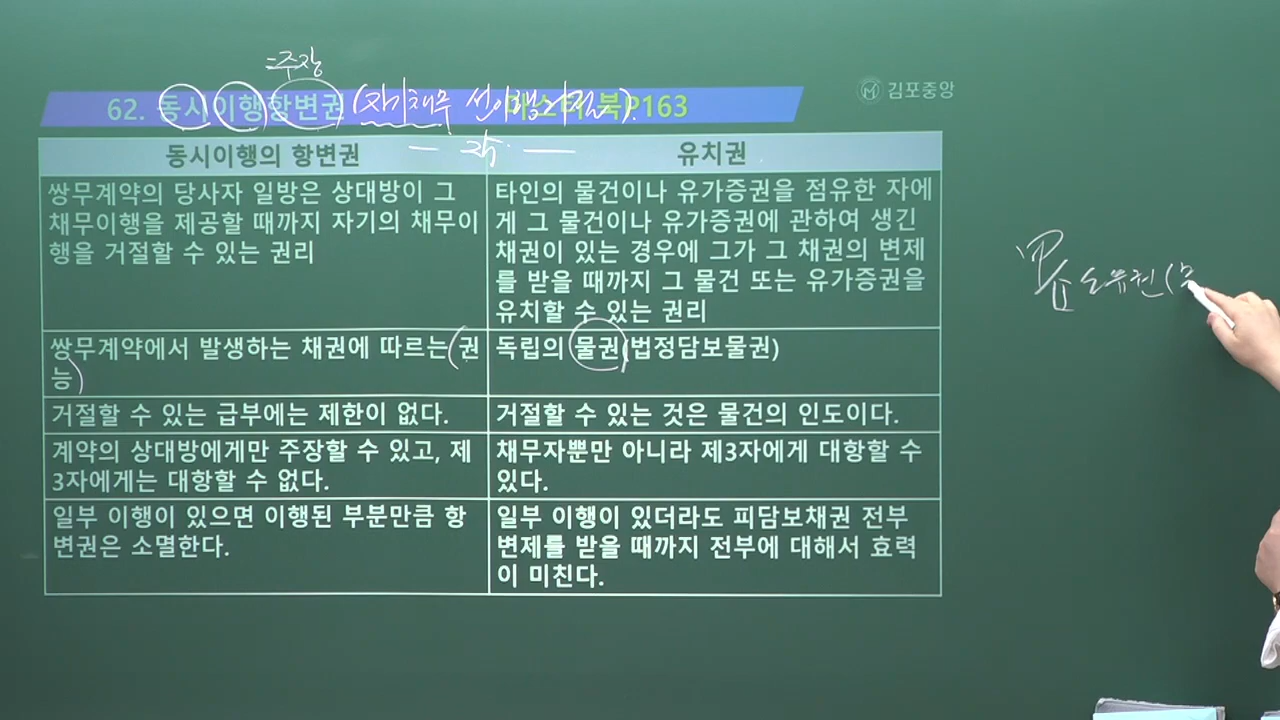 =주장
김포중앙
62. 동시이행항변권 (자기채무 선이행 북P163
동시이행의 항변권
유치권
쌍무계약의 당사자 일방은 상대방이 그
채무이행을 제공할 때까지 자기의 채무이
행을 거절할 수 있는 권리
타인의 물건이나 유가증권을 점유한 자에
게 그 물건이나 유가증권에 관하여 생긴
채권이 있는 경우에 그가 그 채권의 변제
를 받을 때까지 그 물건 또는 유가증권을
유치할 수 있는 권리
쌍무계약에서 발생하는 채권에 따르는 (권
능)
독립의 물권(법정담보물권)
거절할 수 있는 급부에는 제한이 없다.
거절할 수 있는 것은 물건의 인도이다.
계약의 상대방에게만 주장할 수 있고, 제
3자에게는 대항할 수 없다.
채무자뿐만 아니라 제3자에게 대항할 수
있다.
일부 이행이 있으면 이행된 부분만큼 항
변권은 소멸한다.
일부 이행이 있더라도 피담보채권 전부
변제를 받을 때까지 전부에 대해서 효력
이 미친다.
甲
소유권(